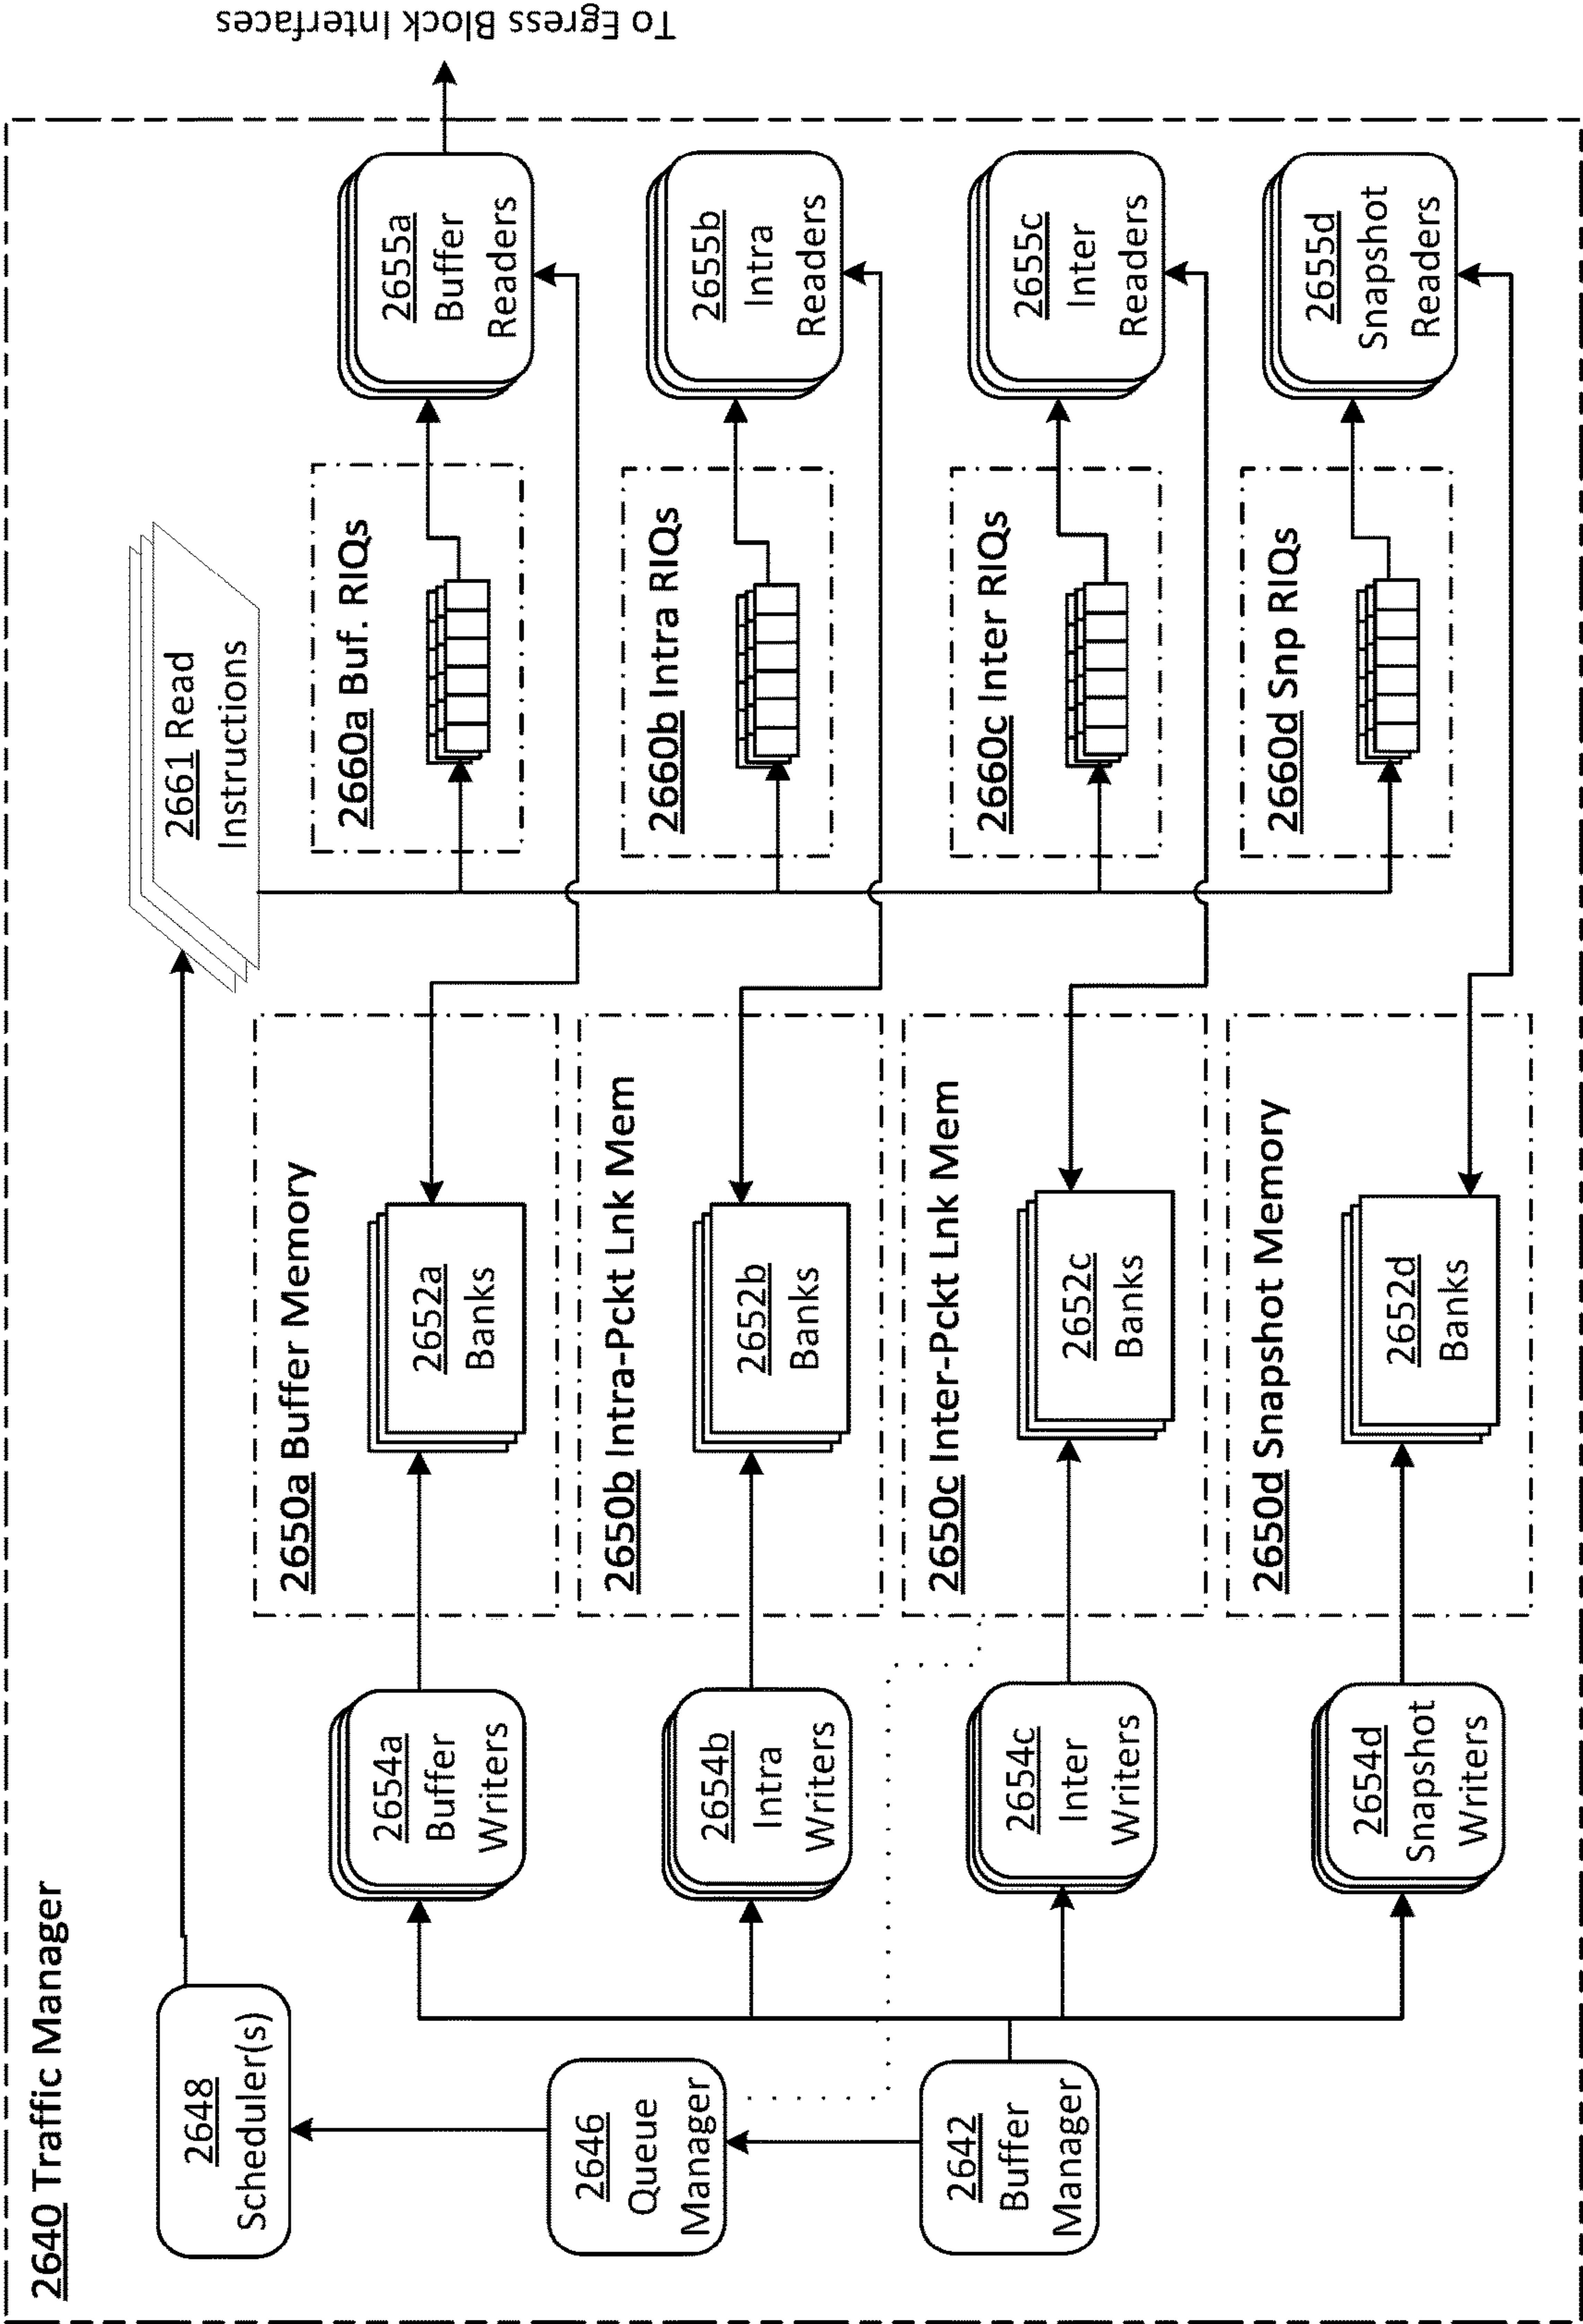 2640 Traffic Manager
2648
Scheduler(s)
2646
Queue
Manager
2642
Buffer
Manager
2654a
Buffer
Writers
2654b
Intra
Writers
2654c
Inter
Writers
2654d
Snapshot
Writers
2650a Buffer Memory
2652a
Banks
2650b Intra-Pckt Lnk Mem
2652b
Banks
2650c Inter-Pckt Lnk Mem
2652c
Banks
2650d Snapshot Memory
2652d
Banks
2661 Read
Instructions
2660a Buf. RIQs
2660b Intra RIQs
2660c Inter RIQs
2660d Snp RIQs
2655a
Buffer
Readers
2655b
Intra
Readers
2655c
Inter
Readers
2655d
Snapshot
Readers
To Egress Block Interfaces